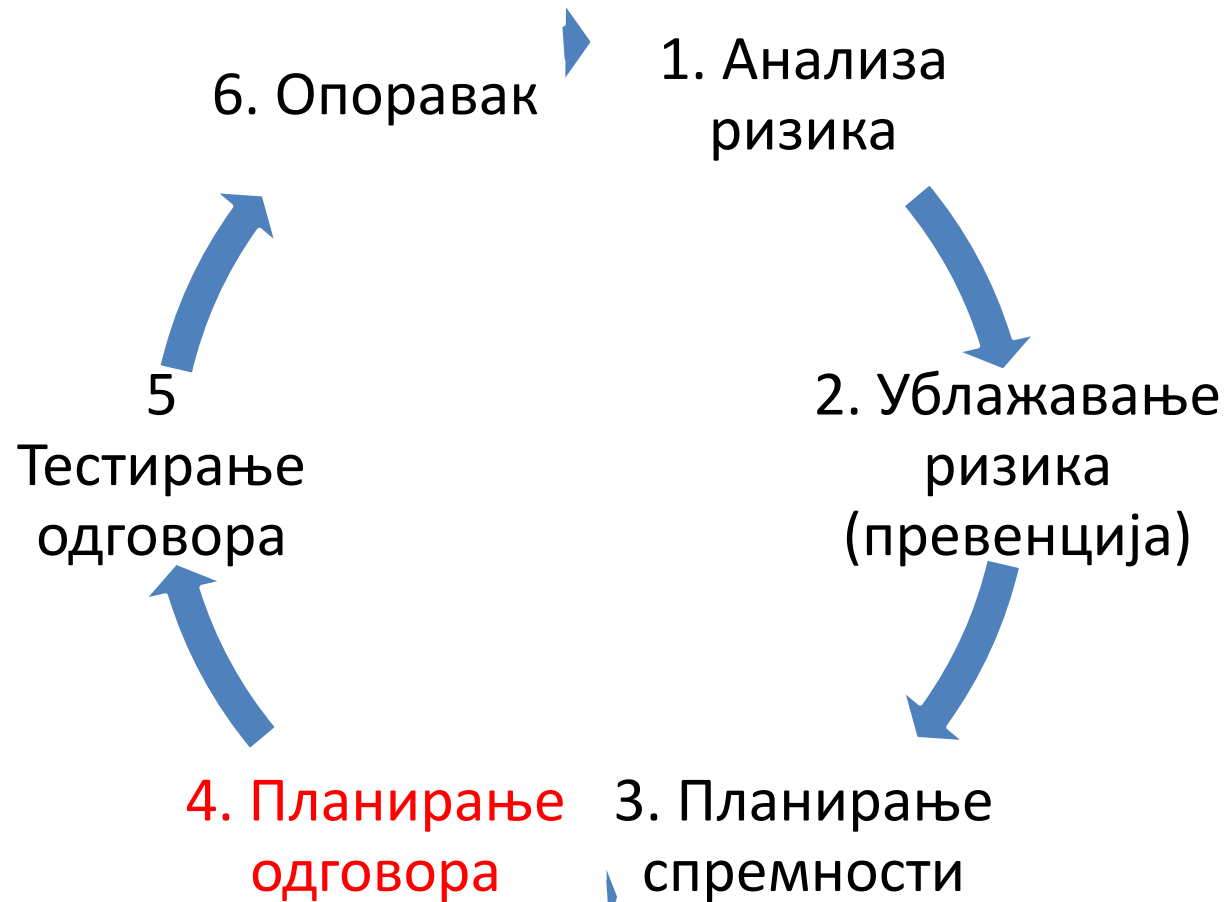 1. Анализа
ризика
2. Ублажавање
ризика
(превенција)
3. Планирање
спремности
4. Планирање
одговора
5
Тестирање
одговора
6. Опоравак